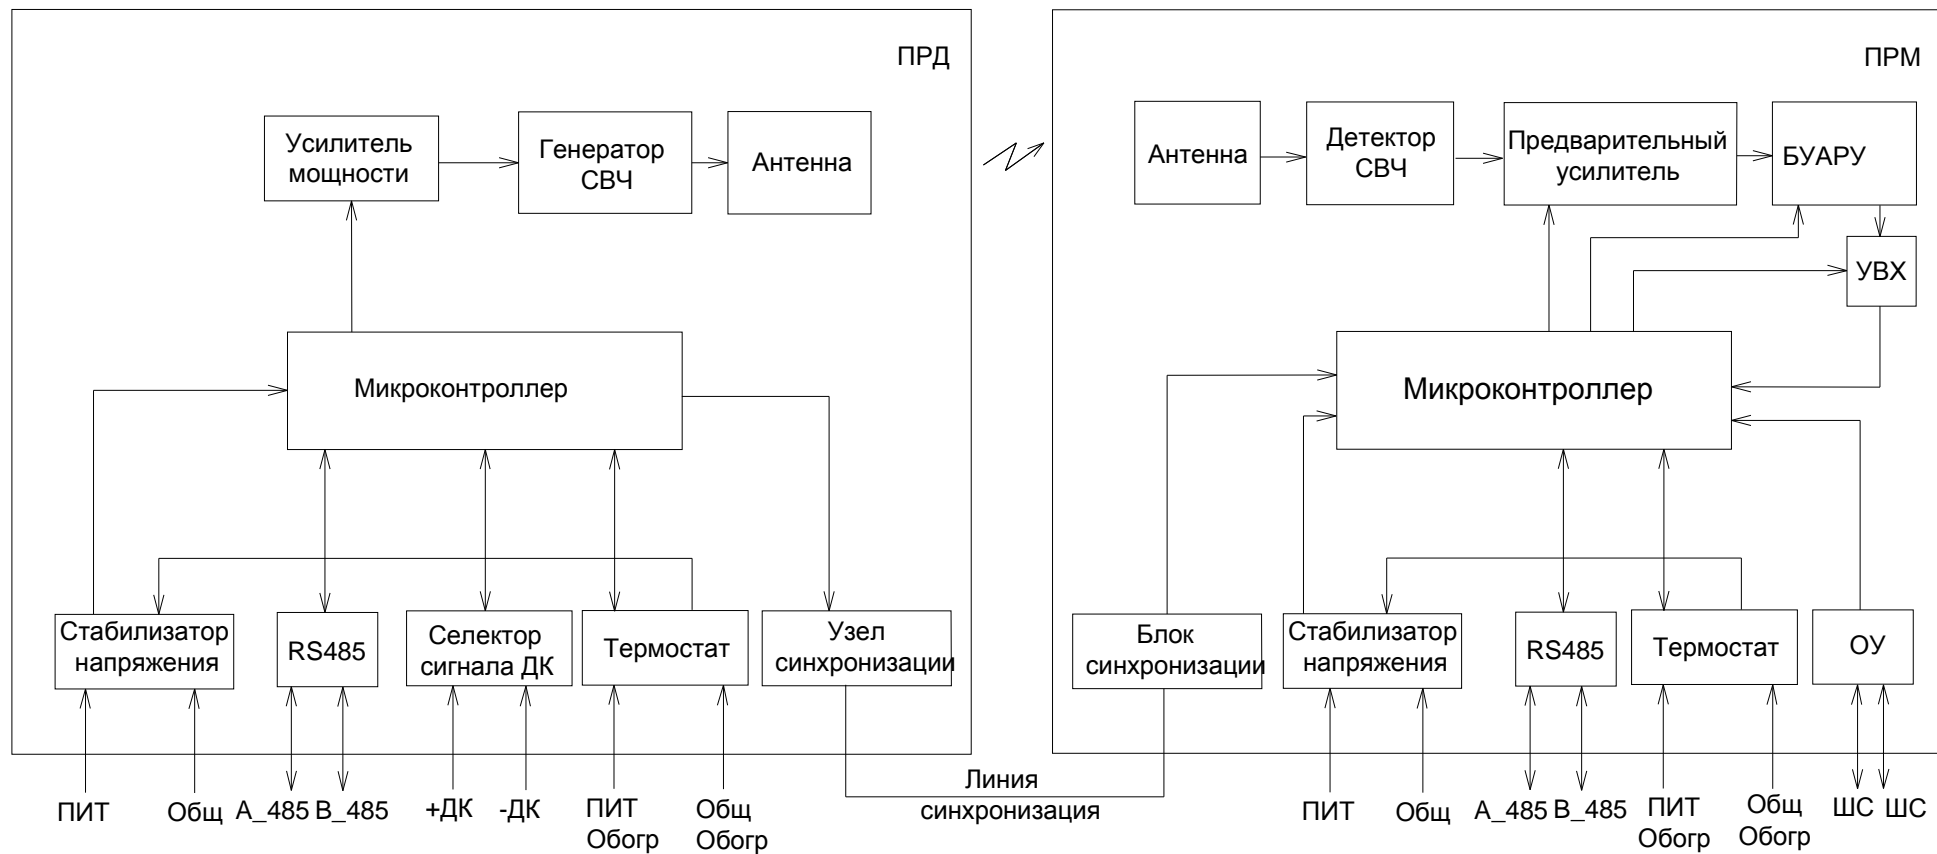 ПРД
Усилитель
мощности
Генератор
СВЧ
Антенна
Микроконтроллер
Стабилизатор
напряжения
RS485
Селектор
сигнала ДК
Термостат
Узел
синхронизации
ПИТ
Общ
А_485
В_485
+ДК
-ДК
ПИТ
Обогр
Общ
Обогр
Линия
синхронизация
ПРМ
Антенна
Детектор
СВЧ
Предварительный
усилитель
БУАРУ
УВХ
Микроконтроллер
Блок
синхронизации
Стабилизатор
напряжения
RS485
Термостат
ОУ
ПИТ
Общ
А_485
В_485
ПИТ
Обогр
Общ
Обогр
ШС
ШС